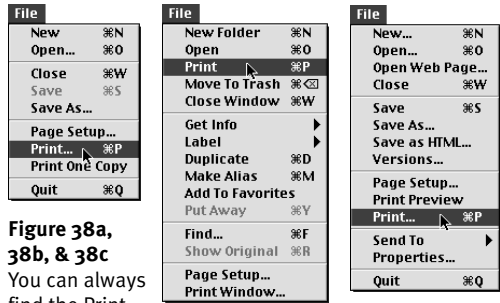 File
New ⌘N
Open... ⌘O
Close ⌘W
Save ⌘S
Save As...
Page Setup...
Print... ⌘P
Print One Copy
Quit ⌘Q
File
New Folder ⌘N
Open ⌘O
Print ⌘P
Move To Trash ⌘⌫
Close Window ⌘W
Get Info
Label
Duplicate ⌘D
Make Alias ⌘M
Add To Favorites
Put Away ⌘Y
Find... ⌘F
Show Original ⌘R
Page Setup...
Print Window...
File
New... ⌘N
Open... ⌘O
Open Web Page...
Close ⌘W
Save ⌘S
Save As...
Save as HTML...
Versions...
Page Setup...
Print Preview
Print... ⌘P
Send To
Properties...
Quit ⌘Q
Figure 38a,
38b, & 38c
You can always
find the Print